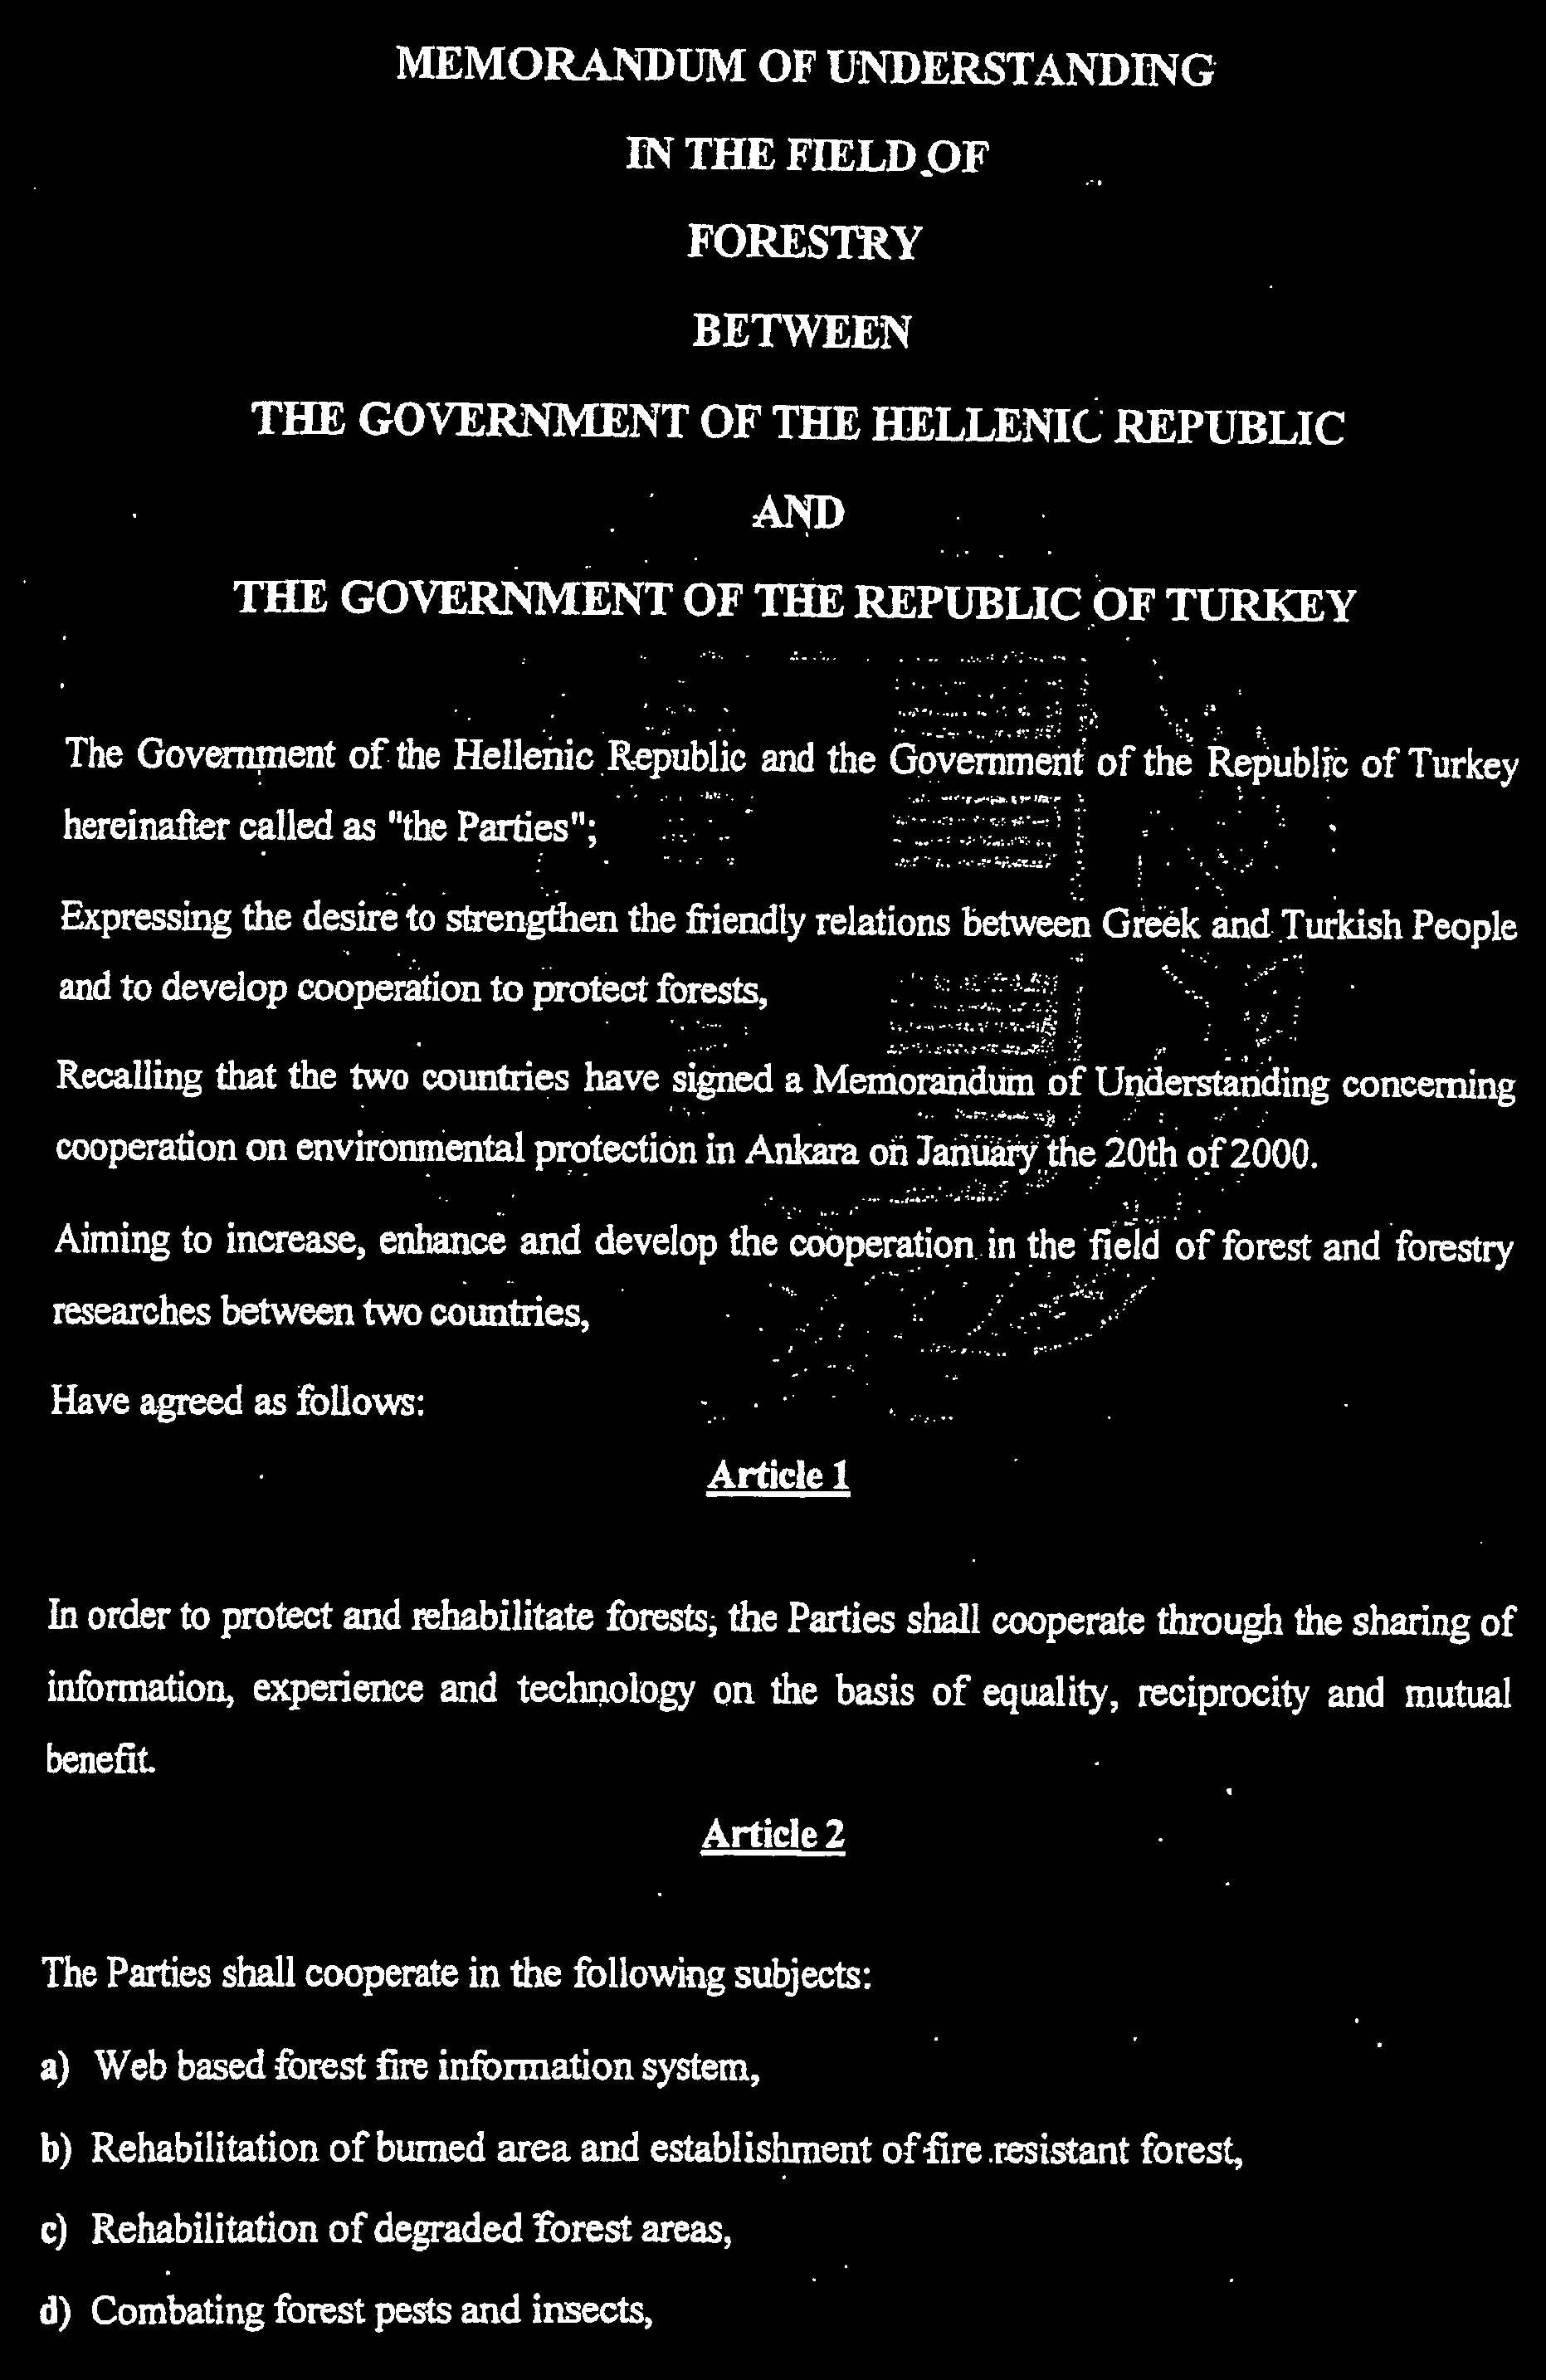 MEMORANDUM OF UNDERSTANDING
IN THE FIELD OF
FORESTRY
BETWEEN
THE GOVERNMENT OF THE HELLENIC REPUBLIC
AND
THE GOVERNMENT OF THE REPUBLIC OF TURKEY
The Government of the Hellenic Republic and the Government of the Republic of Turkey
hereinafter called as "the Parties";
Expressing the desire to strengthen the friendly relations between Greek and Turkish People
and to develop cooperation to protect forests,
Recalling that the two countries have signed a Memorandum of Understanding concerning
cooperation on environmental protection in Ankara on January the 20th of 2000.
Aiming to increase, enhance and develop the cooperation in the field of forest and forestry
researches between two countries,
Have agreed as follows:
Article 1
In order to protect and rehabilitate forests; the Parties shall cooperate through the sharing of
information, experience and technology on the basis of equality, reciprocity and mutual
benefit.
Article 2
The Parties shall cooperate in the following subjects:
a) Web based forest fire information system,
b) Rehabilitation of burned area and establishment of fire resistant forest,
c) Rehabilitation of degraded forest areas,
d) Combating forest pests and insects,